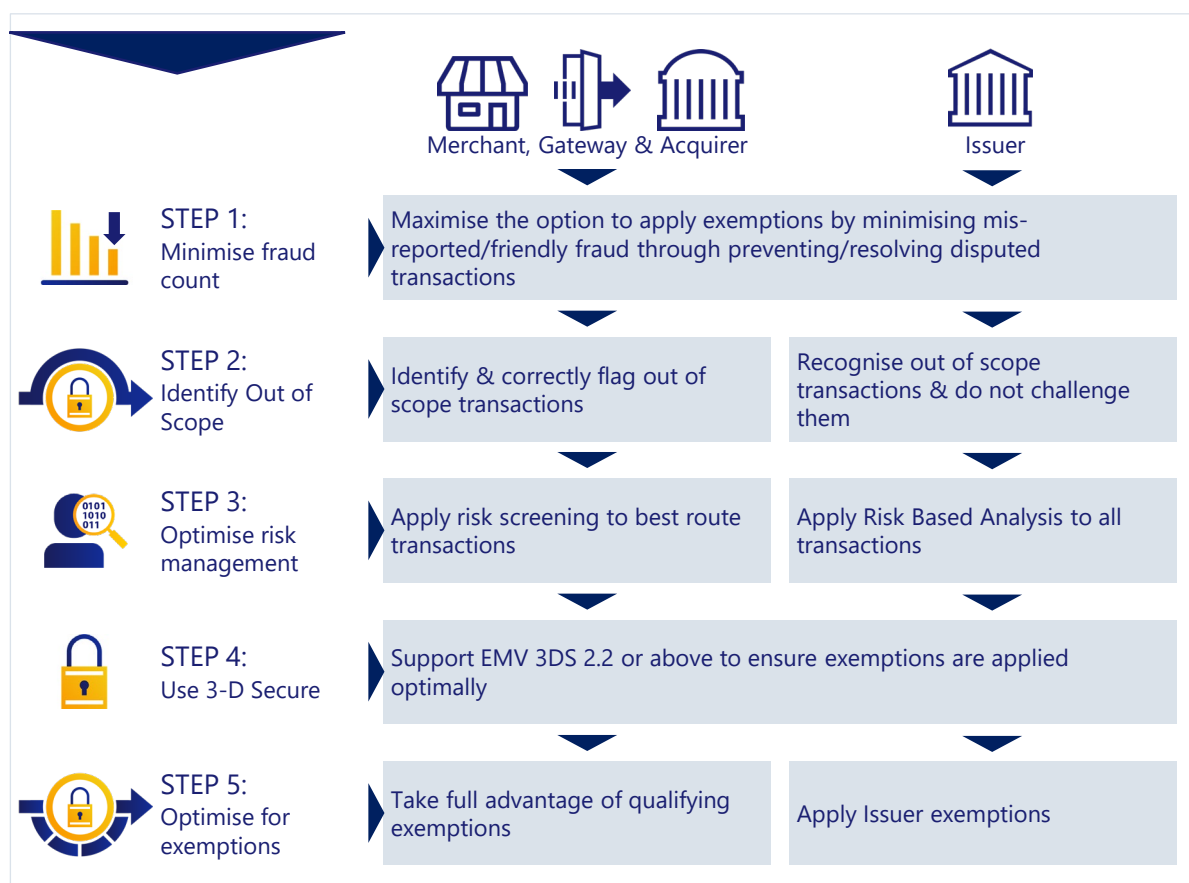 Merchant, Gateway & Acquirer
Issuer
STEP 1:
Minimise fraud
count
Maximise the option to apply exemptions by minimising mis-
reported/friendly fraud through preventing/resolving disputed
transactions
STEP 2:
Identify Out of
Scope
Identify & correctly flag out of
scope transactions
Recognise out of scope
transactions & do not challenge
them
0101
1010
011
STEP 3:
Optimise risk
management
Apply risk screening to best route
transactions
Apply Risk Based Analysis to all
transactions
STEP 4:
Use 3-D Secure
Support EMV 3DS 2.2 or above to ensure exemptions are applied
optimally
STEP 5:
Optimise for
exemptions
Take full advantage of qualifying
exemptions
Apply Issuer exemptions